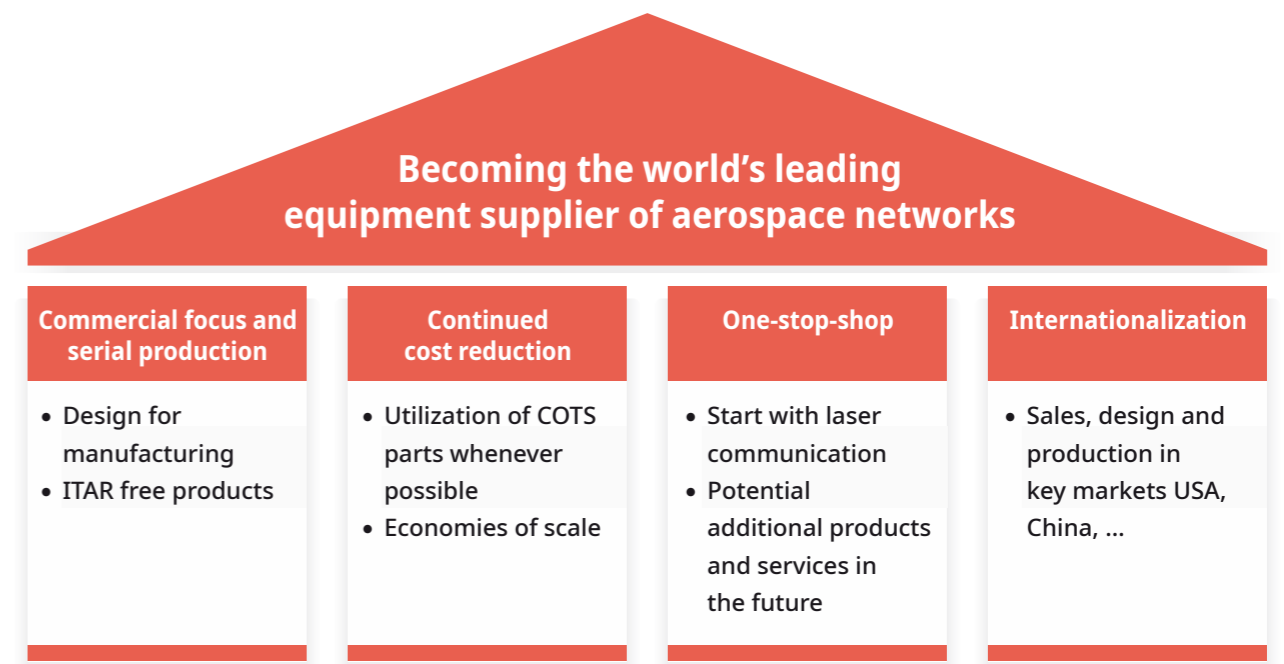 Becoming the world’s leading
equipment supplier of aerospace networks
Commercial focus and
serial production
• Design for
manufacturing
• ITAR free products
Continued
cost reduction
• Utilization of COTS
parts whenever
possible
• Economies of scale
One-stop-shop
• Start with laser
communication
• Potential
additional products
and services in
the future
Internationalization
• Sales, design and
production in
key markets USA,
China, ...